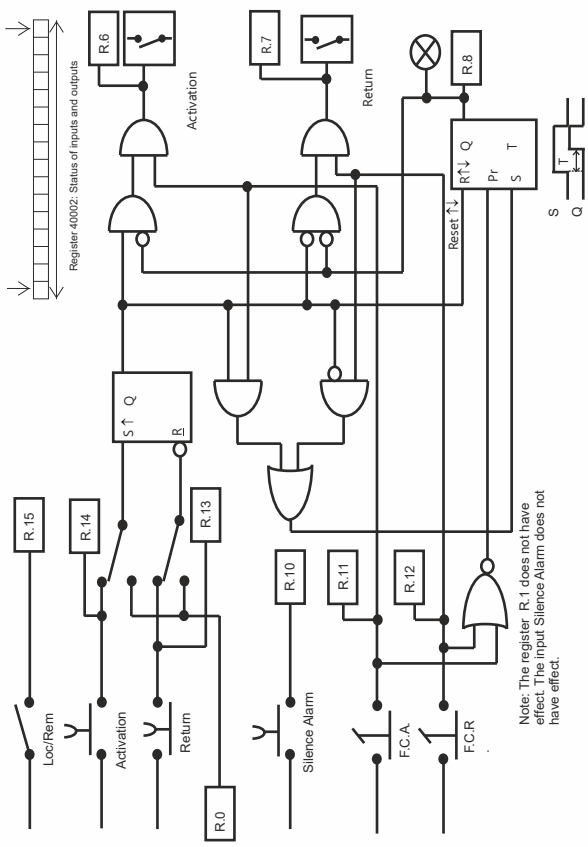 Loc/Rem
R.15
Activation
R.14
Return
R.13
R.0
S ↑ Q
R
Silence Alarm
R.10
F.C.A.
R.11
F.C.R
.
R.12
Note: The register R.1 does not have
effect. The input Silence Alarm does not
have effect.
Register 40002: Status of inputs and outputs
R.6
Activation
R.7
Return
R.8
Reset ↑↓
R↑↓ Q
Pr
S T
S
Q
T